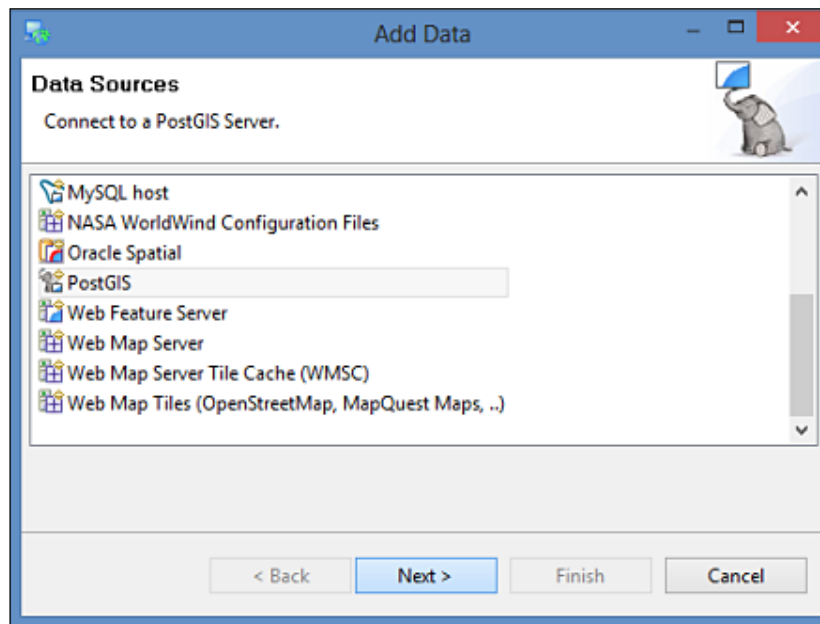 Add Data
Data Sources
Connect to a PostGIS Server.
MySQL host
NASA WorldWind Configuration Files
Oracle Spatial
PostGIS
Web Feature Server
Web Map Server
Web Map Server Tile Cache (WMSC)
Web Map Tiles (OpenStreetMap, MapQuest Maps, ..)
< Back Next > Finish Cancel